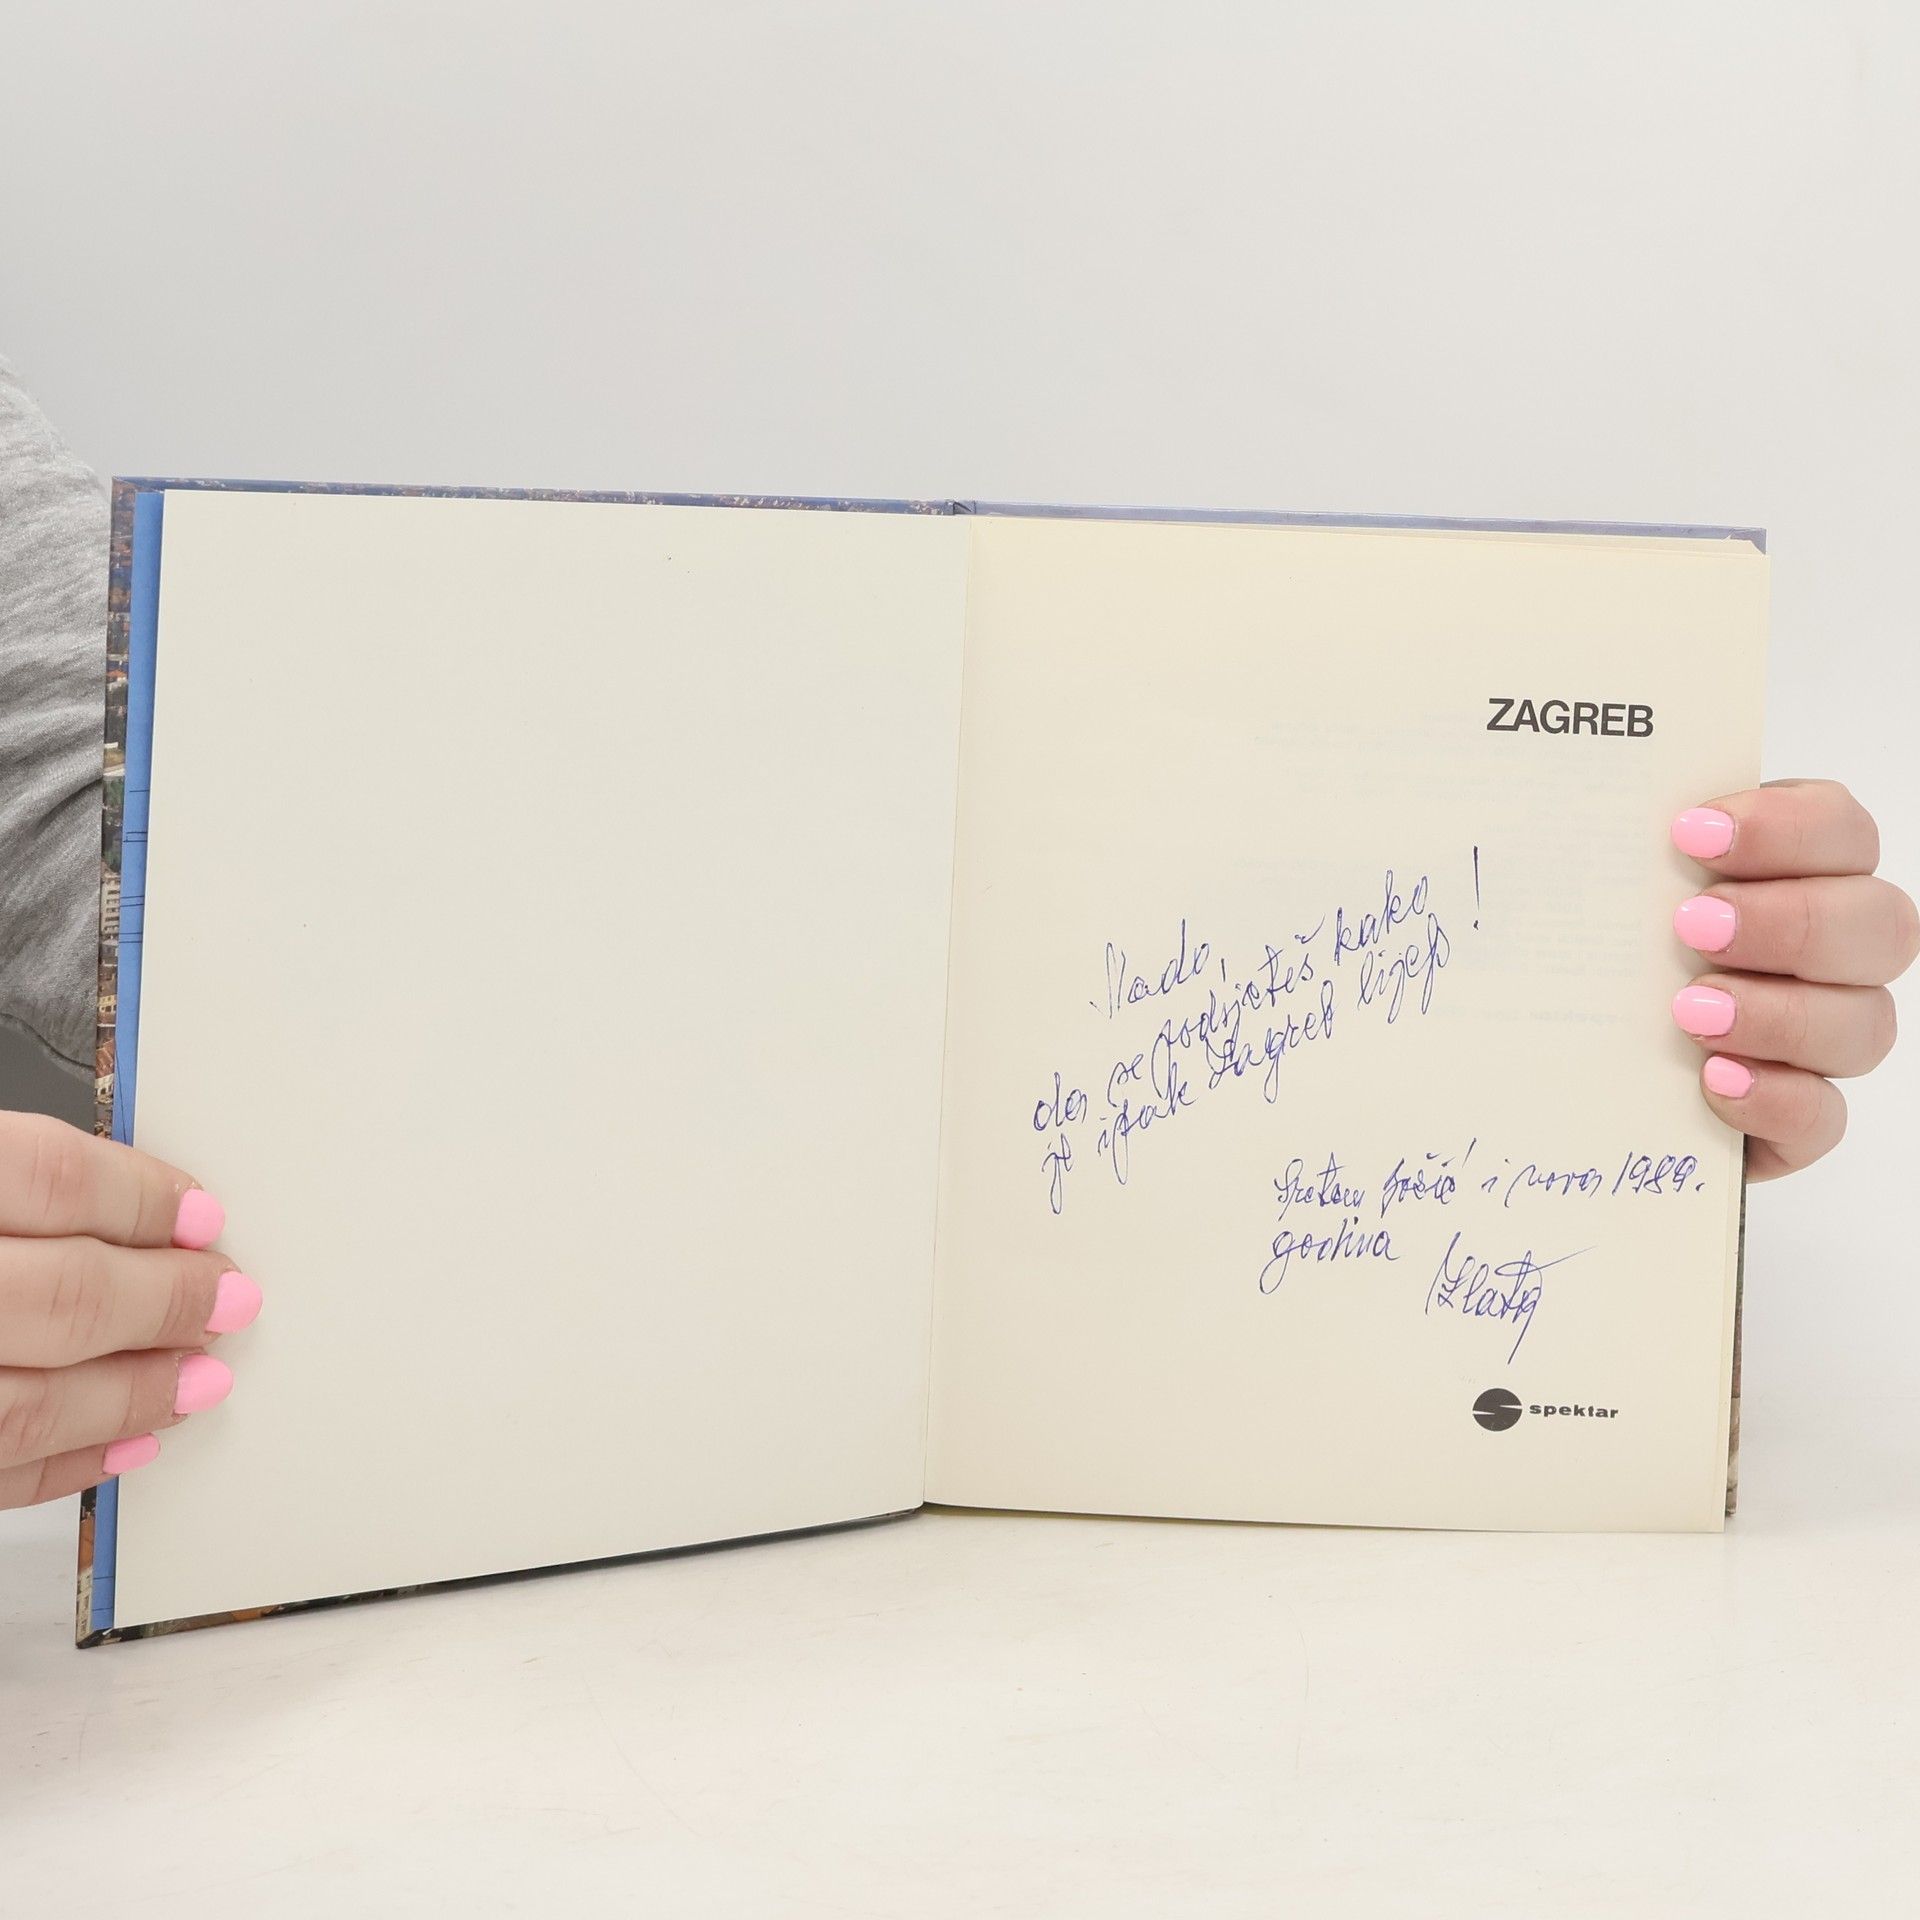 ZAGREB
Nado,
da se podsjetiš kako
je ipak Zagreb lijep !
Sretan božić i nova 1989.
godina
Zlata
spektar